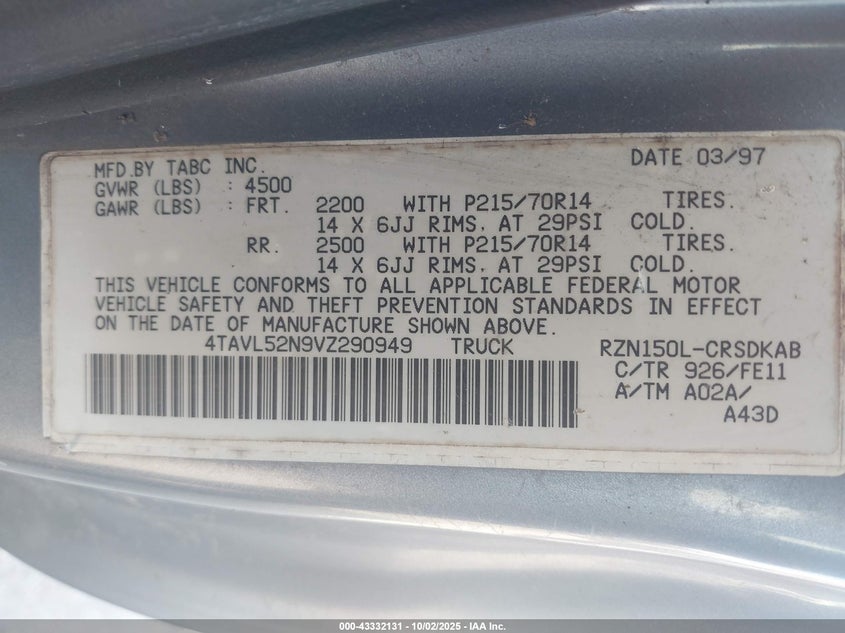 MFD.BY TABC INC. DATE 03/97
GVWR (LBS) : 4500
GAWR (LBS) : FRT. 2200 WITH P215/70R14 TIRES.
14 X 6JJ RIMS. AT 29PSI COLD.
RR. 2500 WITH P215/70R14 TIRES.
14 X 6JJ RIMS. AT 29PSI COLD.
THIS VEHICLE CONFORMS TO ALL APPLICABLE FEDERAL MOTOR
VEHICLE SAFETY AND THEFT PREVENTION STANDARDS IN EFFECT
ON THE DATE OF MANUFACTURE SHOWN ABOVE.
4TAVL52N9VZ290949 TRUCK RZN150L-CRSDKAB
C/TR 926/FE11
A/TM A02A/
A43D
000-43332131 - 10/02/2025 - IAA Inc.